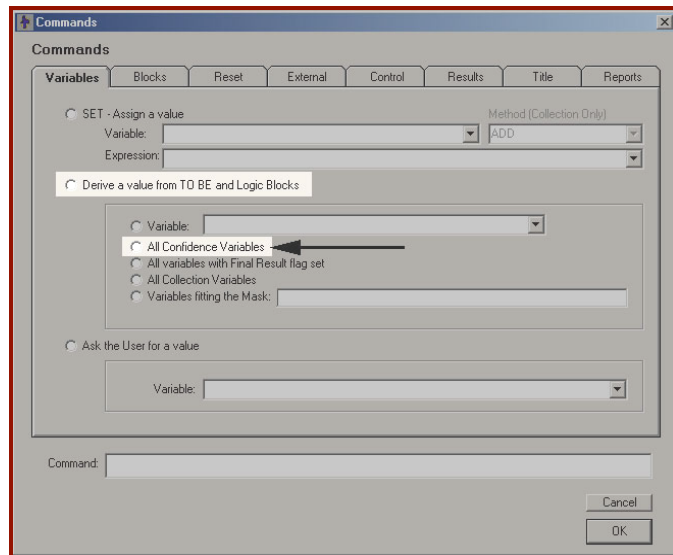 Commands
Commands
Variables Blocks Reset External Control Results Title Reports
SET - Assign a value Method (Collection Only)
Variable: ADD
Expression:
Derive a value from TO BE and Logic Blocks
Variable:
All Confidence Variables
All variables with Final Result flag set
All Collection Variables
Variables fitting the Mask:
Ask the User for a value
Variable:
Command:
Cancel
OK